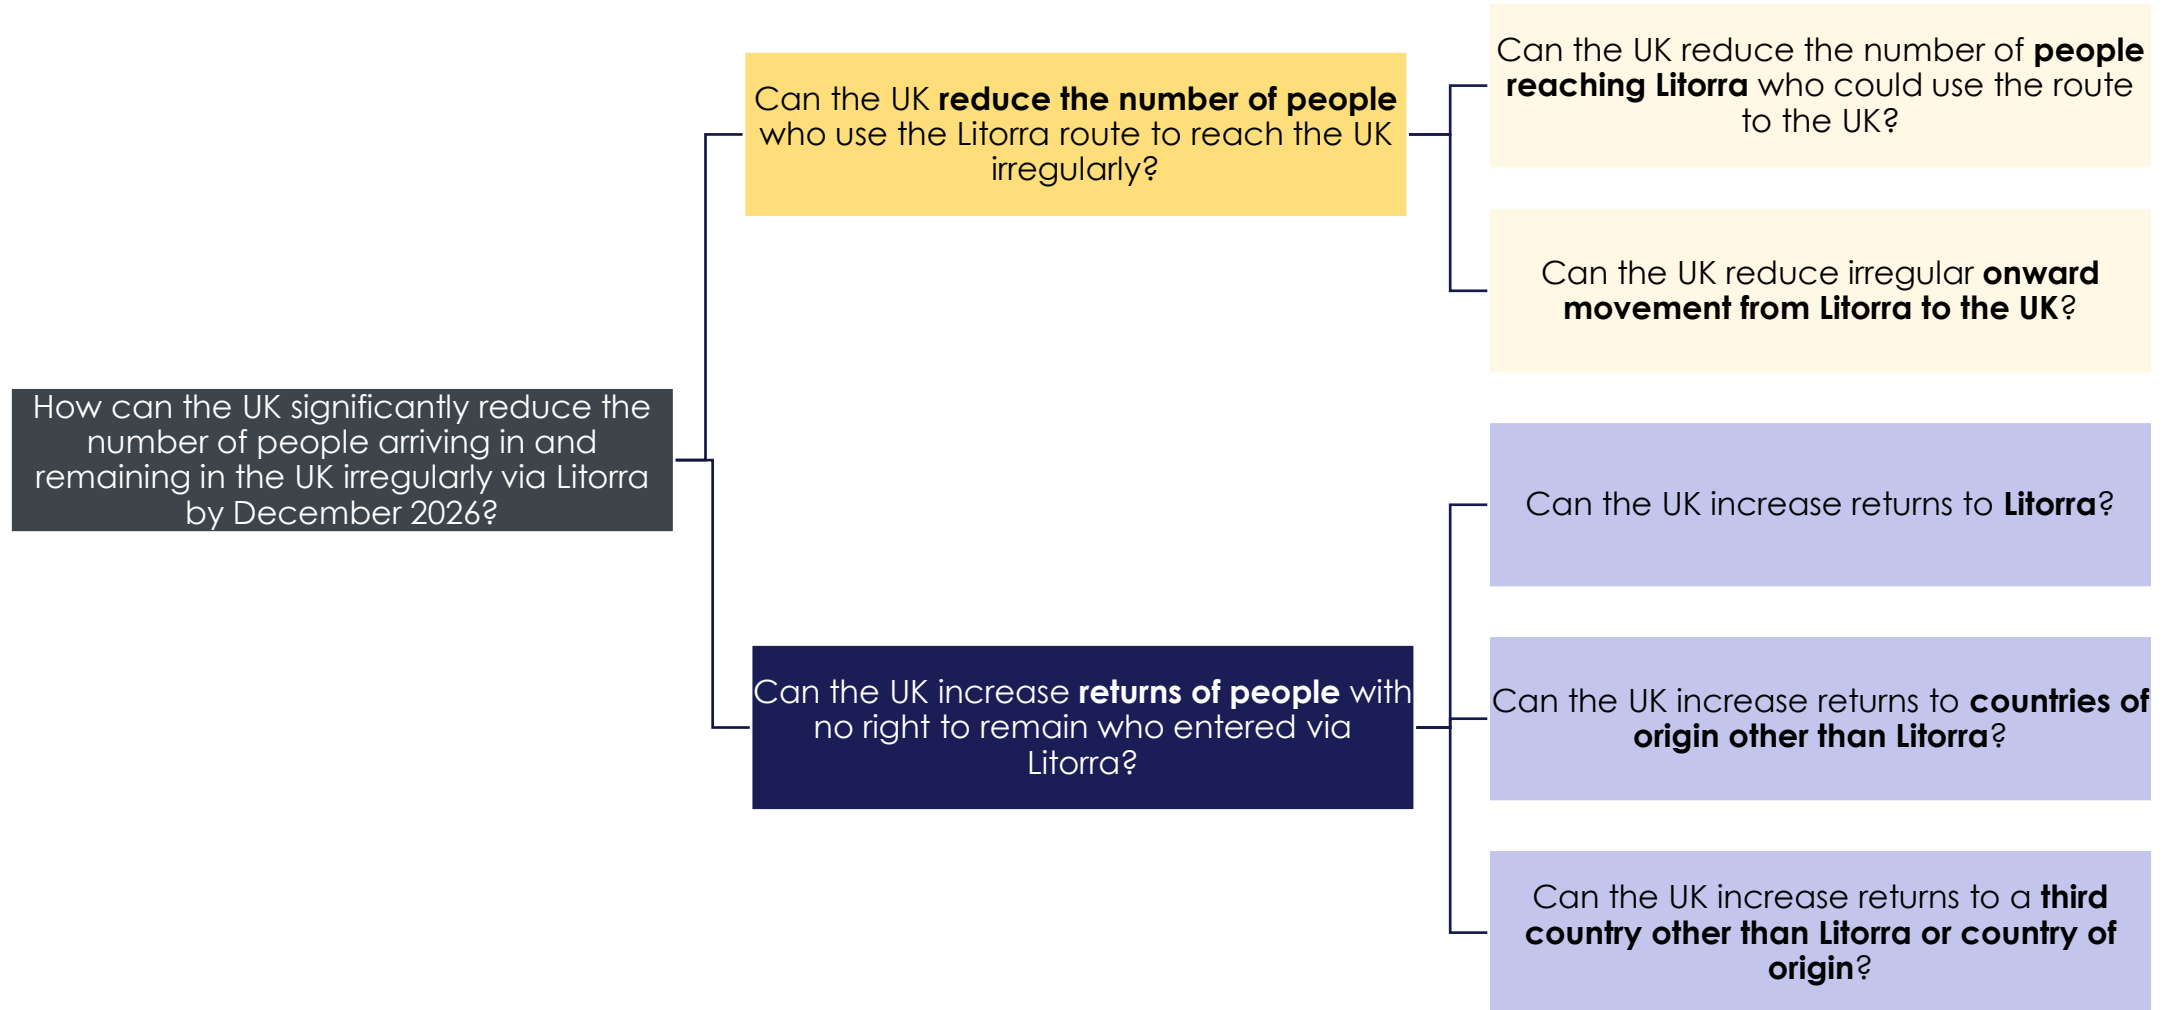 How can the UK significantly reduce the
number of people arriving in and
remaining in the UK irregularly via Litorra
by December 2026?
Can the UK reduce the number of people
who use the Litorra route to reach the UK
irregularly?
Can the UK reduce the number of people
reaching Litorra who could use the route
to the UK?
Can the UK reduce irregular onward
movement from Litorra to the UK?
Can the UK increase returns of people with
no right to remain who entered via
Litorra?
Can the UK increase returns to Litorra?
Can the UK increase returns to countries of
origin other than Litorra?
Can the UK increase returns to a third
country other than Litorra or country of
origin?